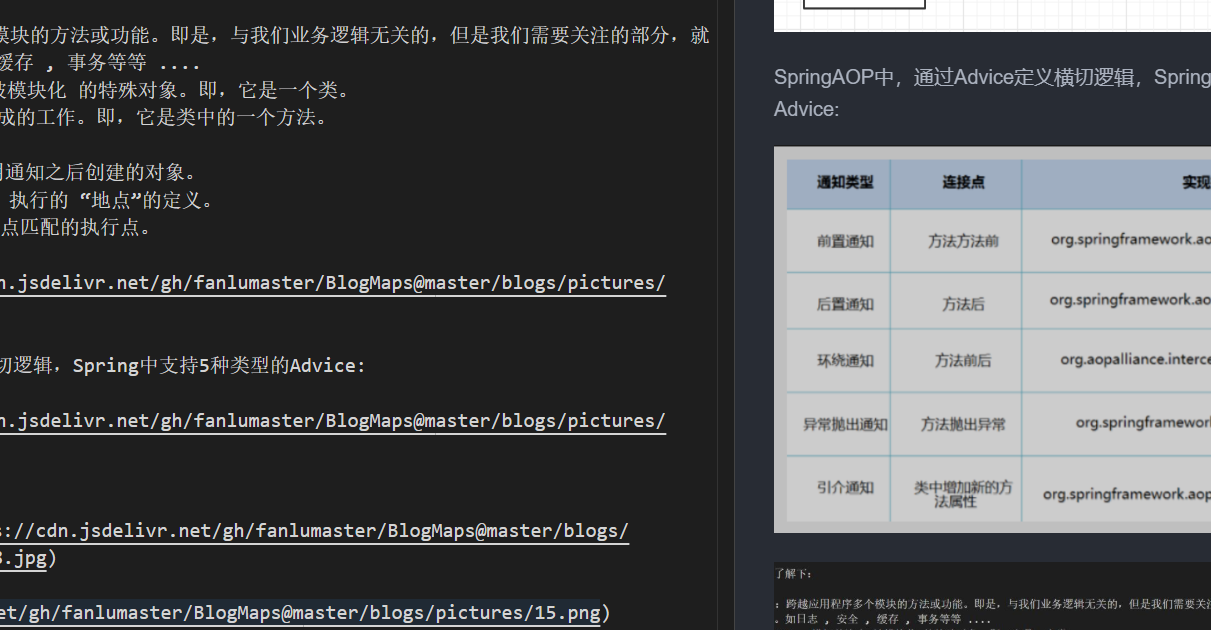 模块的方法或功能。即是，与我们业务逻辑无关的，但是我们需要关注的部分，就
缓存 , 事务等等 ....
被模块化 的特殊对象。即，它是一个类。
成的工作。即，它是类中的一个方法。
通知之后创建的对象。
执行的 “地点”的定义。
点匹配的执行点。
n.jsdelivr.net/gh/fanlumaster/BlogMaps@master/blogs/pictures/
切逻辑，Spring中支持5种类型的Advice:
n.jsdelivr.net/gh/fanlumaster/BlogMaps@master/blogs/pictures/
s://cdn.jsdelivr.net/gh/fanlumaster/BlogMaps@master/blogs/
3.jpg)
et/gh/fanlumaster/BlogMaps@master/blogs/pictures/15.png)
SpringAOP中，通过Advice定义横切逻辑，Spring
Advice:
通知类型 连接点 实现
前置通知 方法方法前 org.springframework.ao
后置通知 方法后 org.springframework.ao
环绕通知 方法前后 org.aopalliance.interce
异常抛出通知 方法抛出异常 org.springframewor
引介通知 类中增加新的方法属性 org.springframework.aop
了解下：
：跨越应用程序多个模块的方法或功能。即是，与我们业务逻辑无关的，但是我们需要关注
。如日志 , 安全 , 缓存 , 事务等等 ....